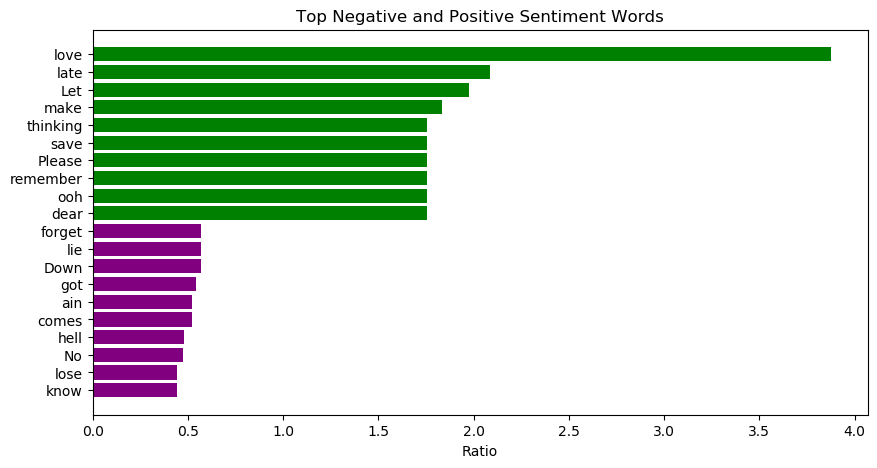 Top Negative and Positive Sentiment Words
love
late
Let
make
thinking
save
Please
remember
ooh
dear
forget
lie
Down
got
ain
comes
hell
No
lose
know
0.0 0.5 1.0 1.5 2.0 2.5 3.0 3.5 4.0
Ratio